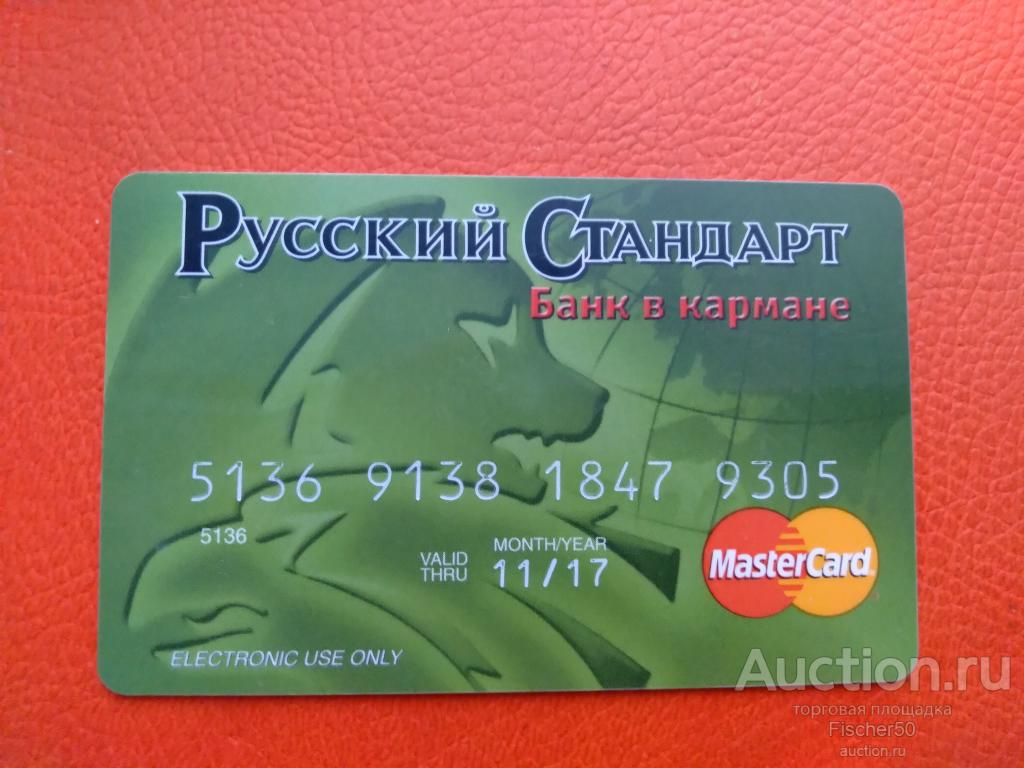 Русский Стандарт
Банк в кармане
5136 9138 1847 9305
5136
MONTH/YEAR
VALID
THRU 11/17
MasterCard
ELECTRONIC USE ONLY
Auction.ru
торговая площадка
Fischer50
auction.ru